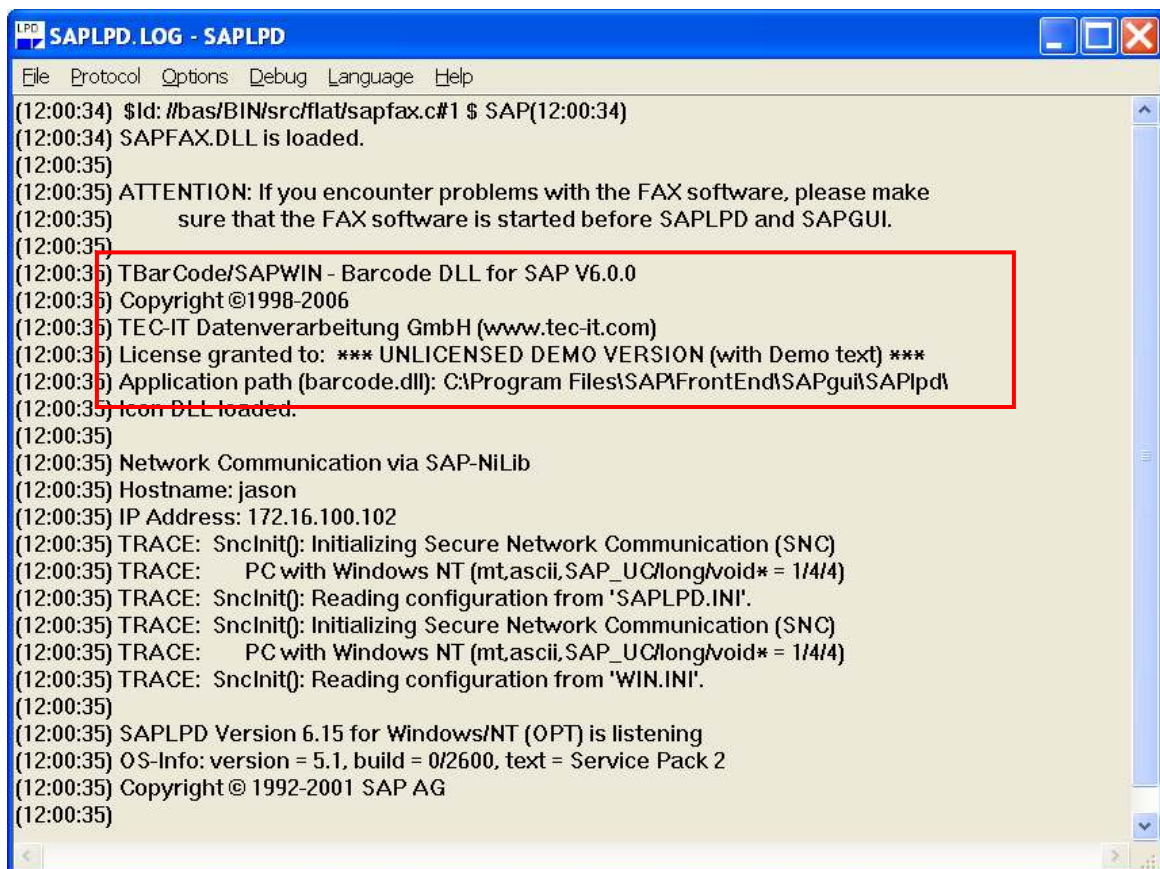 LPD SAPLPD.LOG - SAPLPD
File Protocol Options Debug Language Help
(12:00:34) $Id: //bas/BIN/src/flat/sapfax.c#1 $ SAP(12:00:34)
(12:00:34) SAPFAX.DLL is loaded.
(12:00:35)
(12:00:35) ATTENTION: If you encounter problems with the FAX software, please make
(12:00:35) sure that the FAX software is started before SAPLPD and SAPGUI.
(12:00:35)
(12:00:35) TBarCode/SAPWIN - Barcode DLL for SAP V6.0.0
(12:00:35) Copyright ©1998-2006
(12:00:35) TEC-IT Datenverarbeitung GmbH (www.tec-it.com)
(12:00:35) License granted to: *** UNLICENSED DEMO VERSION (with Demo text) ***
(12:00:35) Application path (barcode.dll): C:\Program Files\SAP\FrontEnd\SAPgui\SAPlpd\
(12:00:35) Icon DLL loaded.
(12:00:35)
(12:00:35) Network Communication via SAP-NiLib
(12:00:35) Hostname: jason
(12:00:35) IP Address: 172.16.100.102
(12:00:35) TRACE: SncInit(): Initializing Secure Network Communication (SNC)
(12:00:35) TRACE: PC with Windows NT (mt,ascii,SAP_UC/long/void* = 1/4/4)
(12:00:35) TRACE: SncInit(): Reading configuration from 'SAPLPD.INI'.
(12:00:35) TRACE: SncInit(): Initializing Secure Network Communication (SNC)
(12:00:35) TRACE: PC with Windows NT (mt,ascii,SAP_UC/long/void* = 1/4/4)
(12:00:35) TRACE: SncInit(): Reading configuration from 'WIN.INI'.
(12:00:35)
(12:00:35) SAPLPD Version 6.15 for Windows/NT (OPT) is listening
(12:00:35) OS-Info: version = 5.1, build = 0/2600, text = Service Pack 2
(12:00:35) Copyright © 1992-2001 SAP AG
(12:00:35)